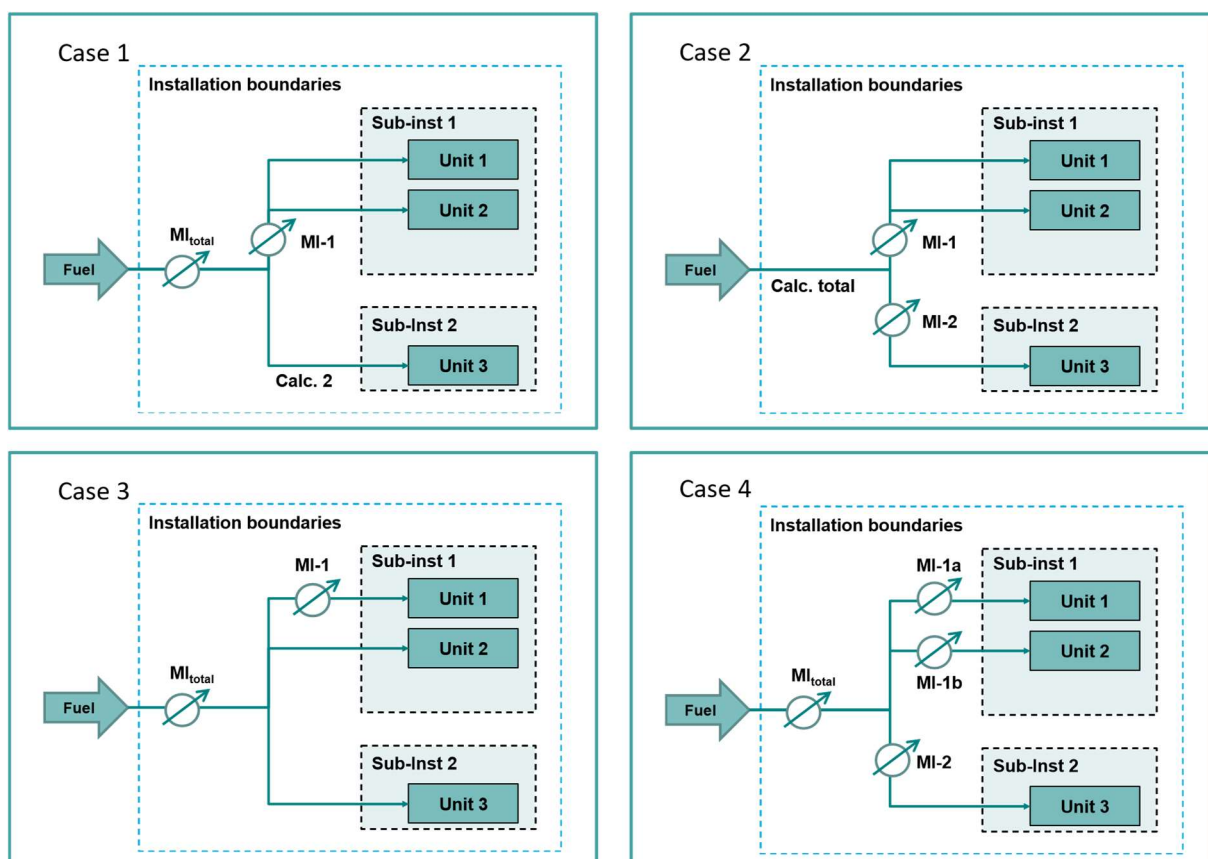 Case 1
Installation boundaries
Sub-inst 1
Unit 1
Unit 2
MI-1
MItotal
Fuel
Sub-Inst 2
Unit 3
Calc. 2
Case 2
Installation boundaries
Sub-inst 1
Unit 1
Unit 2
MI-1
Fuel
Calc. total
MI-2
Sub-Inst 2
Unit 3
Case 3
Installation boundaries
MI-1
Sub-inst 1
Unit 1
Unit 2
MItotal
Fuel
Sub-Inst 2
Unit 3
Case 4
Installation boundaries
MI-1a
Sub-inst 1
Unit 1
Unit 2
MI-1b
MItotal
Fuel
MI-2
Sub-Inst 2
Unit 3